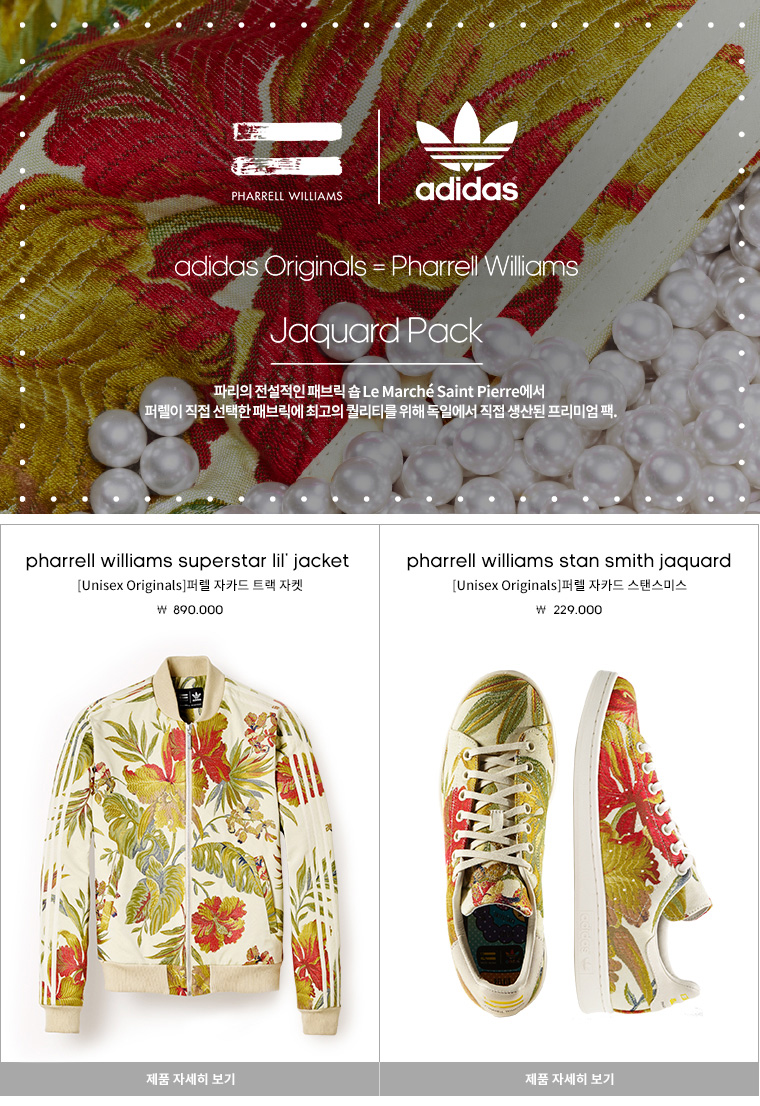 PHARRELL WILLIAMS
adidas
adidas Originals = Pharrell Williams
Jaquard Pack
파리의 전설적인 패브릭 숍 Le Marché Saint Pierre에서
퍼렐이 직접 선택한 패브릭에 최고의 퀄리티를 위해 독일에서 직접 생산된 프리미엄 팩.
pharrell williams superstar lil' jacket
[Unisex Originals]퍼렐 자카드 트랙 자켓
₩ 890.000
pharrell williams stan smith jaquard
[Unisex Originals]퍼렐 자카드 스탠스미스
₩ 229.000
제품 자세히 보기
제품 자세히 보기